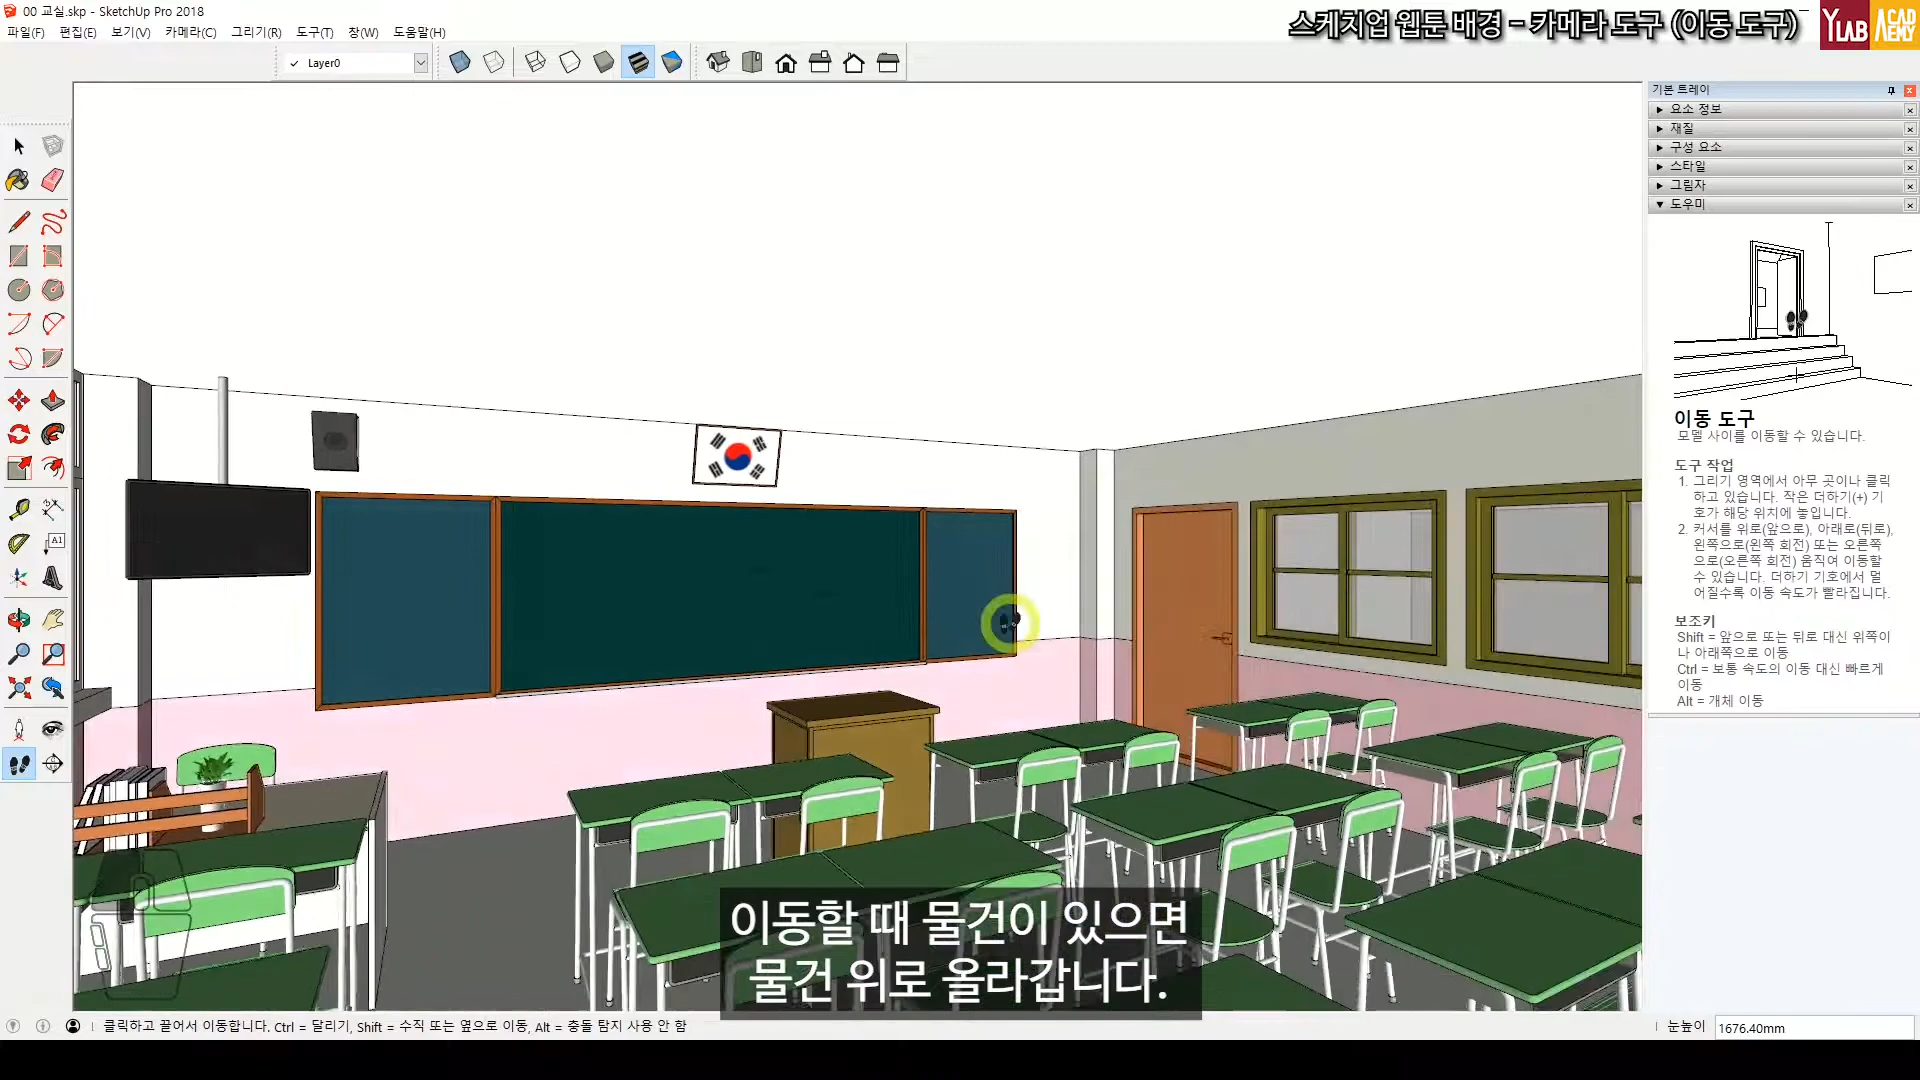 00 교실.skp - SketchUp Pro 2018
스케치업 웹툰 배경 - 카메라 도구 (이동 도구)
YLAB ACADEMY
파일(F) 편집(E) 보기(V) 카메라(C) 그리기(R) 도구(T) 창(W) 도움말(H)
Layer0
기본 트레이
요소 정보
재질
구성 요소
스타일
그림자
도우미
이동 도구
모델 사이를 이동할 수 있습니다.
도구 작업
1. 그리기 영역에서 아무 곳이나 클릭
하고 있습니다. 작은 더하기(+) 기
호가 해당 위치에 놓입니다.
2. 커서를 위로(앞으로), 아래로(뒤로),
왼쪽으로(왼쪽 회전) 또는 오른쪽
으로(오른쪽 회전) 움직여 이동할
수 있습니다. 더하기 기호에서 멀
어질수록 이동 속도가 빨라집니다.
보조키
Shift = 앞으로 또는 뒤로 대신 위쪽이
나 아래쪽으로 이동
Ctrl = 보통 속도의 이동 대신 빠르게
이동
Alt = 개체 이동
A1
이동할 때 물건이 있으면
물건 위로 올라갑니다.
클릭하고 끌어서 이동합니다. Ctrl = 달리기, Shift = 수직 또는 옆으로 이동, Alt = 충돌 탐지 사용 안 함
눈높이 1676.40mm